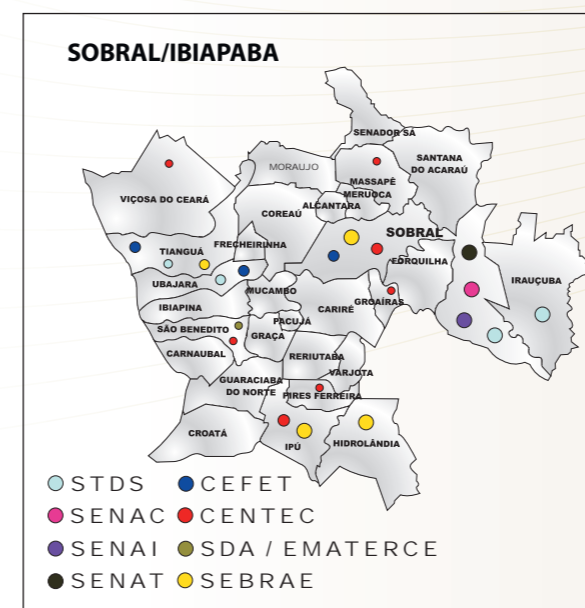 SOBRAL/IBIAPABA
SENADOR SÁ
SANTANA
DO ACARAÚ
MORAUJO
MASSAPÊ
MERUOCA
VIÇOSA DO CEARÁ
ALCANTARA
COREAÚ
SOBRAL
FRECHEIRINHA
TIANGUÁ
FORQUILHA
IRAUÇUBA
UBAJARA
MUCAMBO
IBIAPINA
CARIRÉ
GROAÍRAS
PACUJÁ
SÃO BENEDITO
GRAÇA
CARNAUBAL
RERIUTABA
VARJOTA
GUARACIABA
DO NORTE
PIRES FERREIRA
CROATÁ
IPÚ
HIDROLÂNDIA
STDS
CEFET
SENAC
CENTEC
SENAI
SDA / EMATERCE
SENAT
SEBRAE